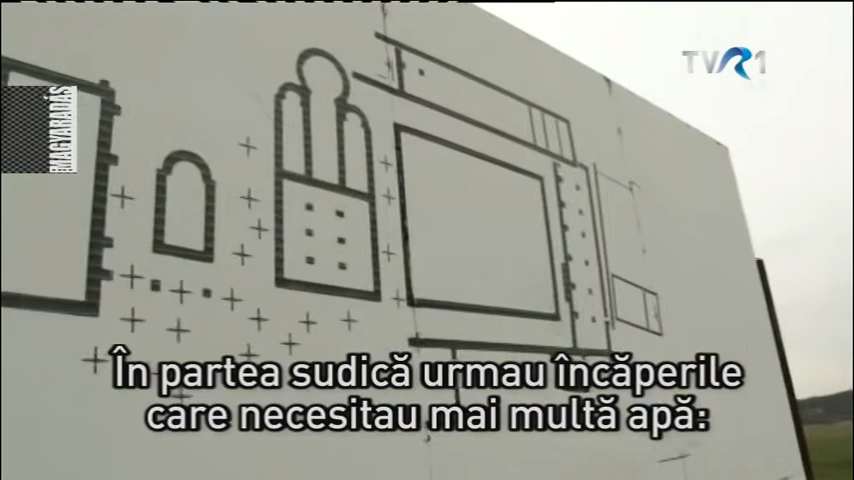 TVR1
MAGYARADÁS
În partea sudică urmau încăperile
care necesitau mai multă apă: